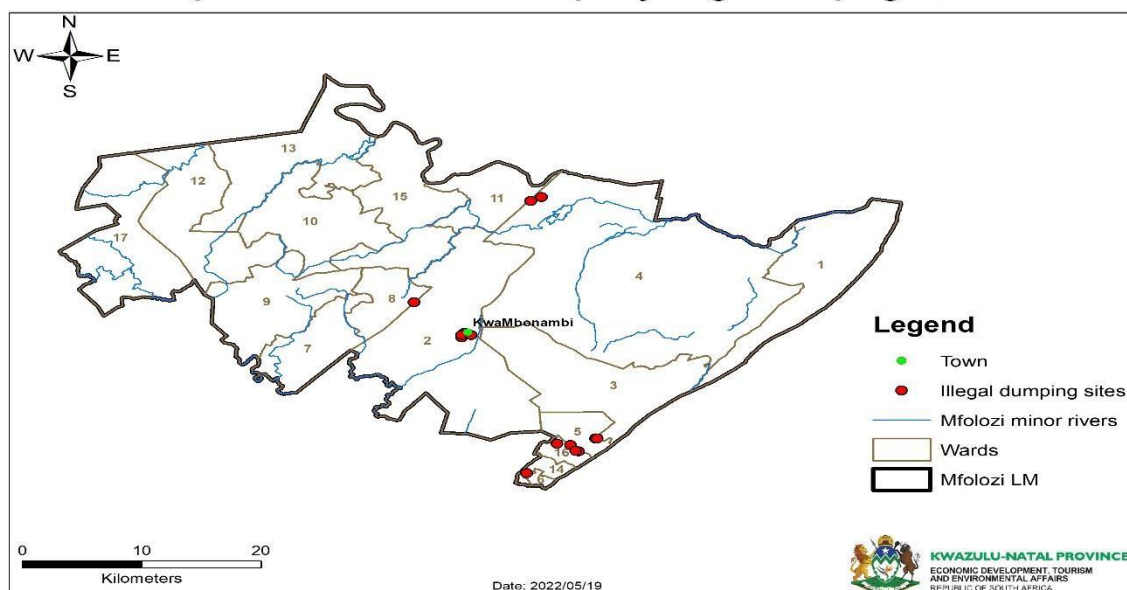 N
W E
S
13
12
15
11
10
17
1
4
9
8
KwaMbonambi
2
7
3
5
16
14
6
Legend
Town
Illegal dumping sites
Mfolozi minor rivers
Wards
Mfolozi LM
0 10 20
Kilometers
Date: 2022/05/19
KWAZULU-NATAL PROVINCE
ECONOMIC DEVELOPMENT, TOURISM
AND ENVIRONMENTAL AFFAIRS
REPUBLIC OF SOUTH AFRICA